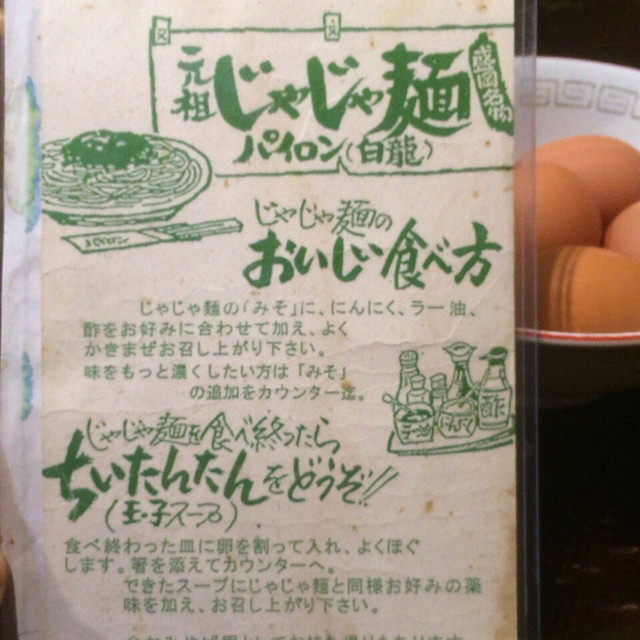 元祖
じゃじゃ麺
パイロン(白龍)
じゃじゃ麺の
おいしい食べ方
じゃじゃ麺の「みそ」に、にんにく、ラー油、
酢をお好みに合わせて加え、よく
かきまぜお召し上がり下さい。
味をもっと濃くしたい方は「みそ」
の追加をカウンター迄。
じゃじゃ麺を食べ終ったら
ちいたんたんをどうぞ!!
(玉子スープ)
食べ終わった皿に卵を割って入れ、よくほぐ
します。箸を添えてカウンターへ。
できたスープにじゃじゃ麺と同様お好みの薬
味を加え、お召し上がり下さい。